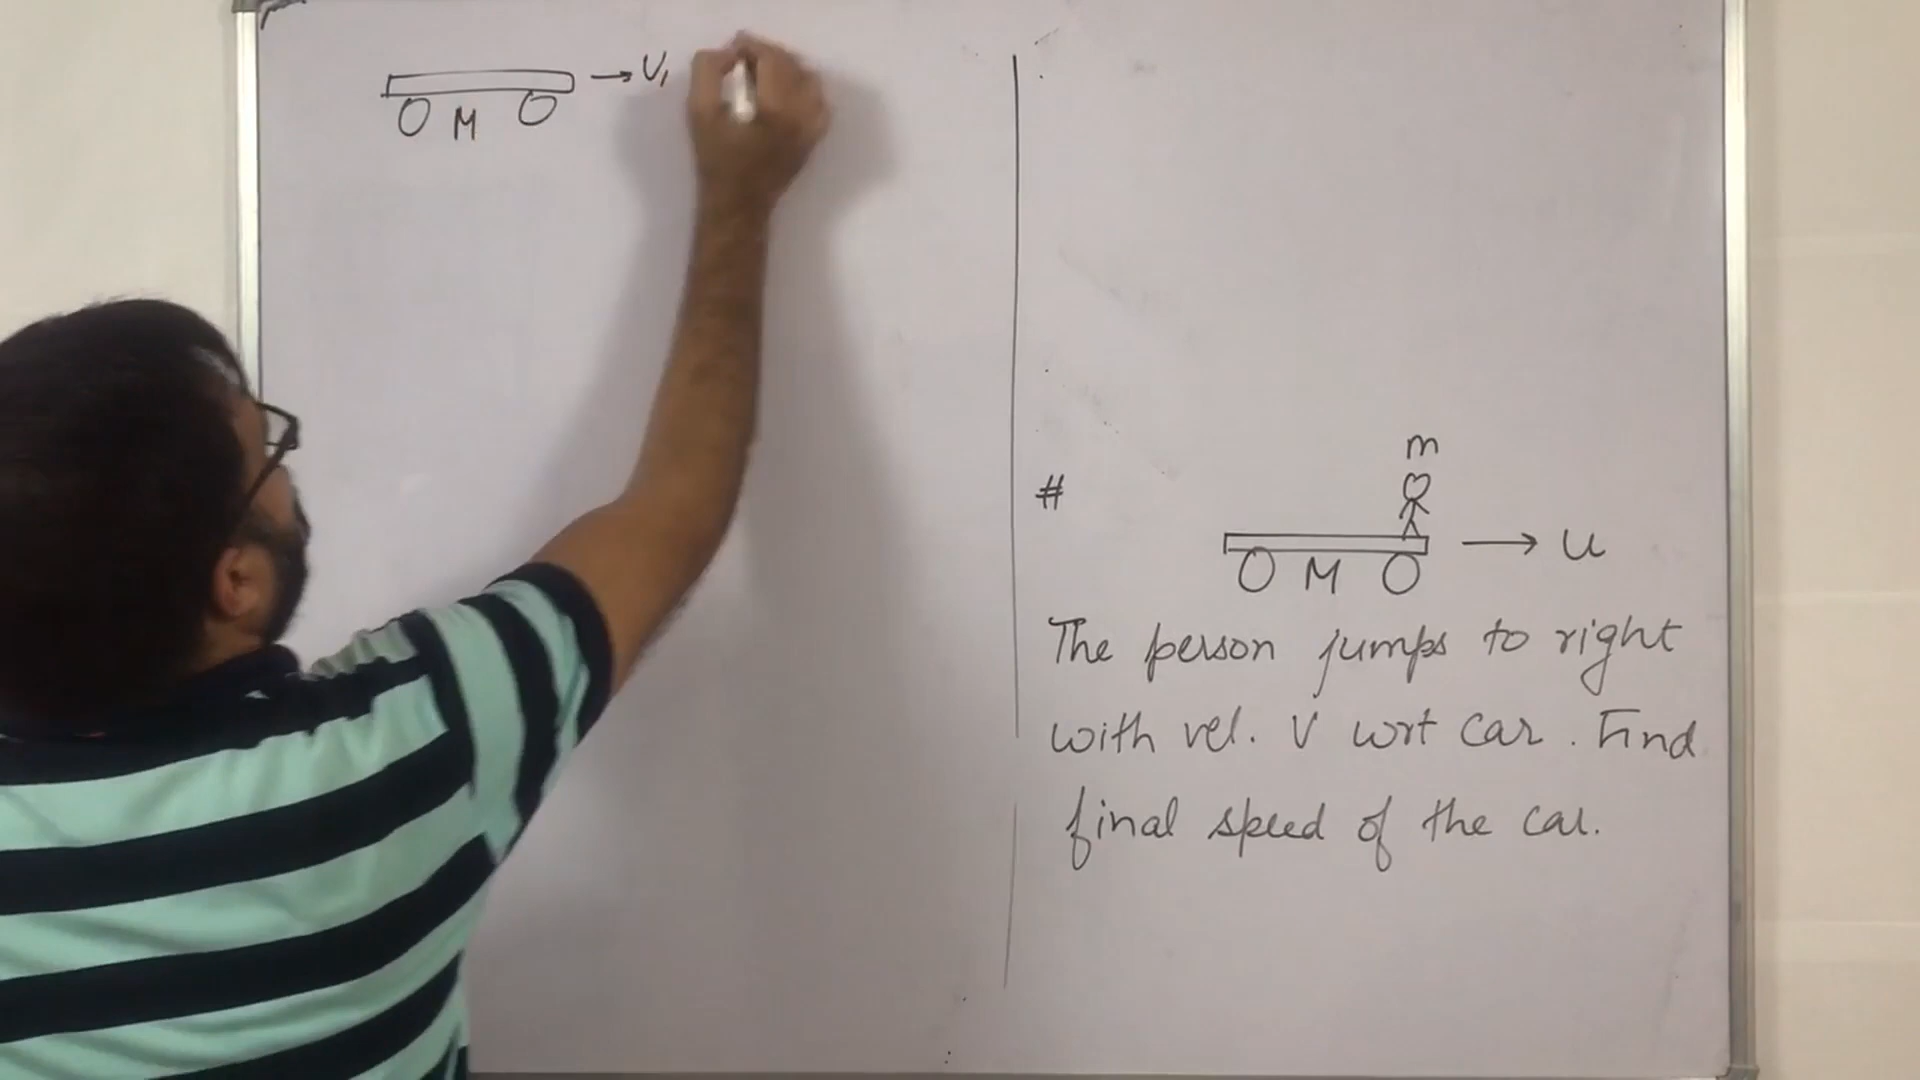 → V₁
M
m
#
M → u
The person jumps to right
with vel. V wrt car. Find
final speed of the car.